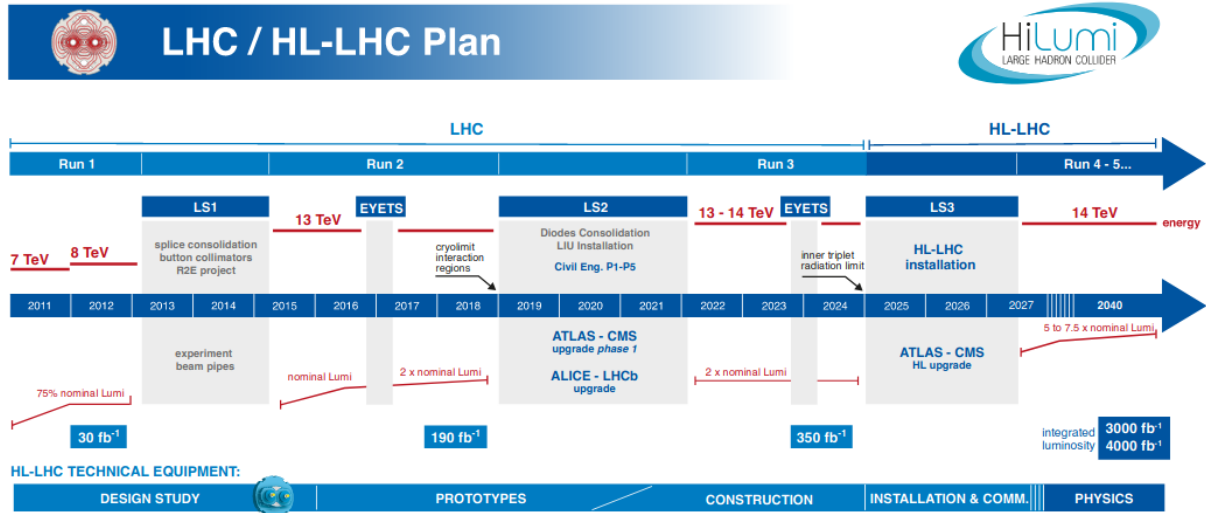 LHC / HL-LHC Plan
HiLumi
LARGE HADRON COLLIDER
LHC
HL-LHC
Run 1
Run 2
Run 3
Run 4 - 5...
LS1
EYETS
LS2
EYETS
LS3
13 TeV
13 - 14 TeV
14 TeV
energy
7 TeV
8 TeV
splice consolidation
button collimators
R2E project
cryolimit
interaction
regions
Diodes Consolidation
LIU Installation
Civil Eng. P1-P5
inner triplet
radiation limit
HL-LHC
installation
2011 2012 2013 2014 2015 2016 2017 2018 2019 2020 2021 2022 2023 2024 2025 2026 2027 2040
5 to 7.5 x nominal Lumi
experiment
beam pipes
ATLAS - CMS
upgrade phase 1
ALICE - LHCb
upgrade
ATLAS - CMS
HL upgrade
75% nominal Lumi
nominal Lumi
2 x nominal Lumi
2 x nominal Lumi
30 fb⁻¹
190 fb⁻¹
350 fb⁻¹
integrated
luminosity
3000 fb⁻¹
4000 fb⁻¹
HL-LHC TECHNICAL EQUIPMENT:
DESIGN STUDY
PROTOTYPES
CONSTRUCTION
INSTALLATION & COMM.
PHYSICS